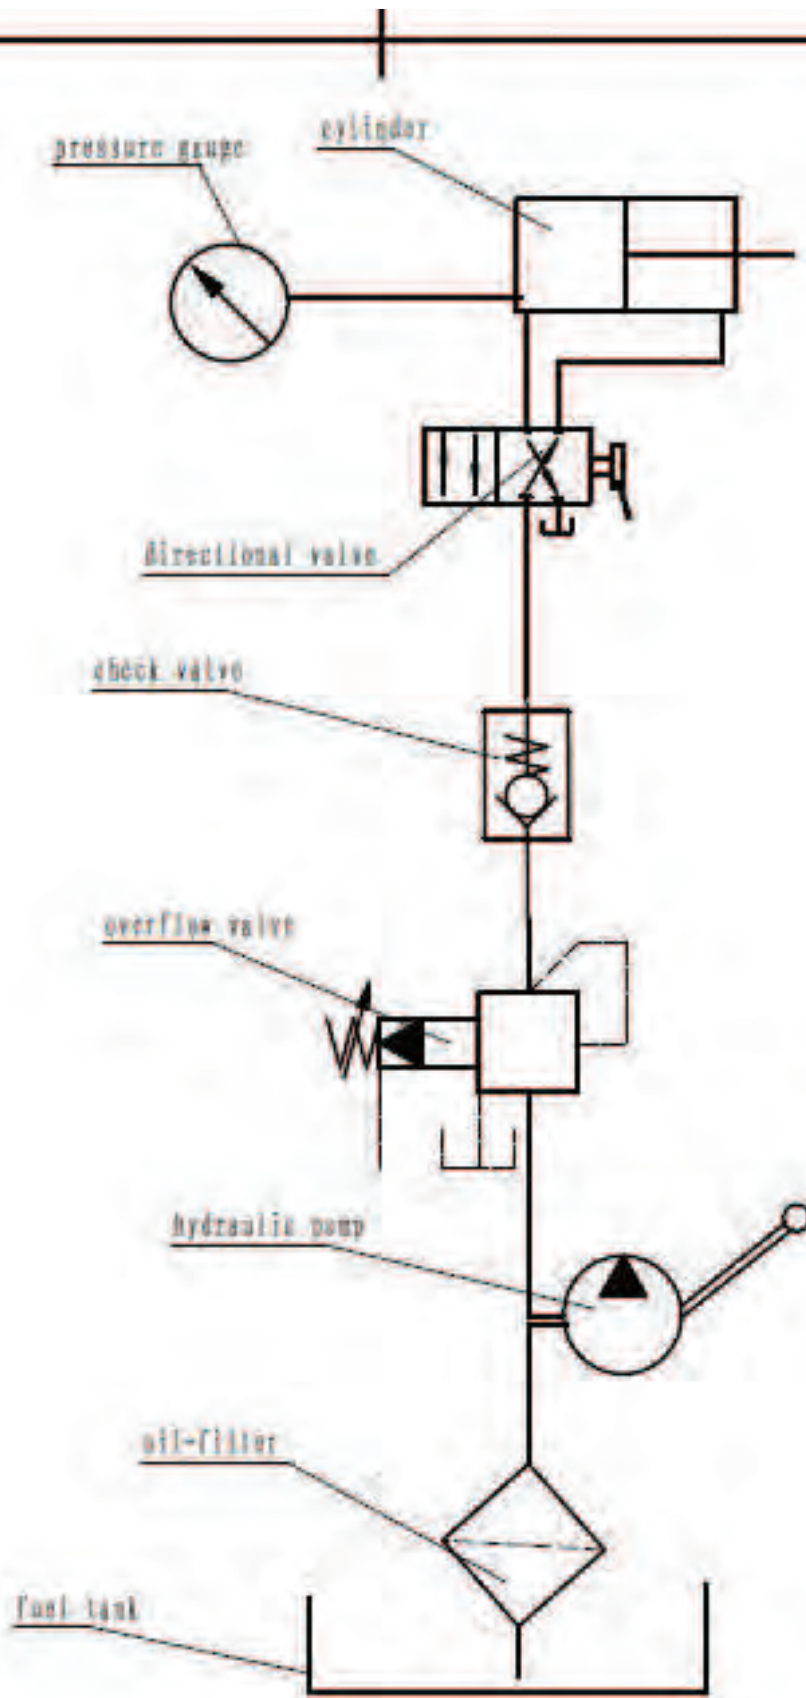 cylinder
pressure gauge
directional valve
check valve
overflow valve
hydraulic pump
oil-filter
fuel tank